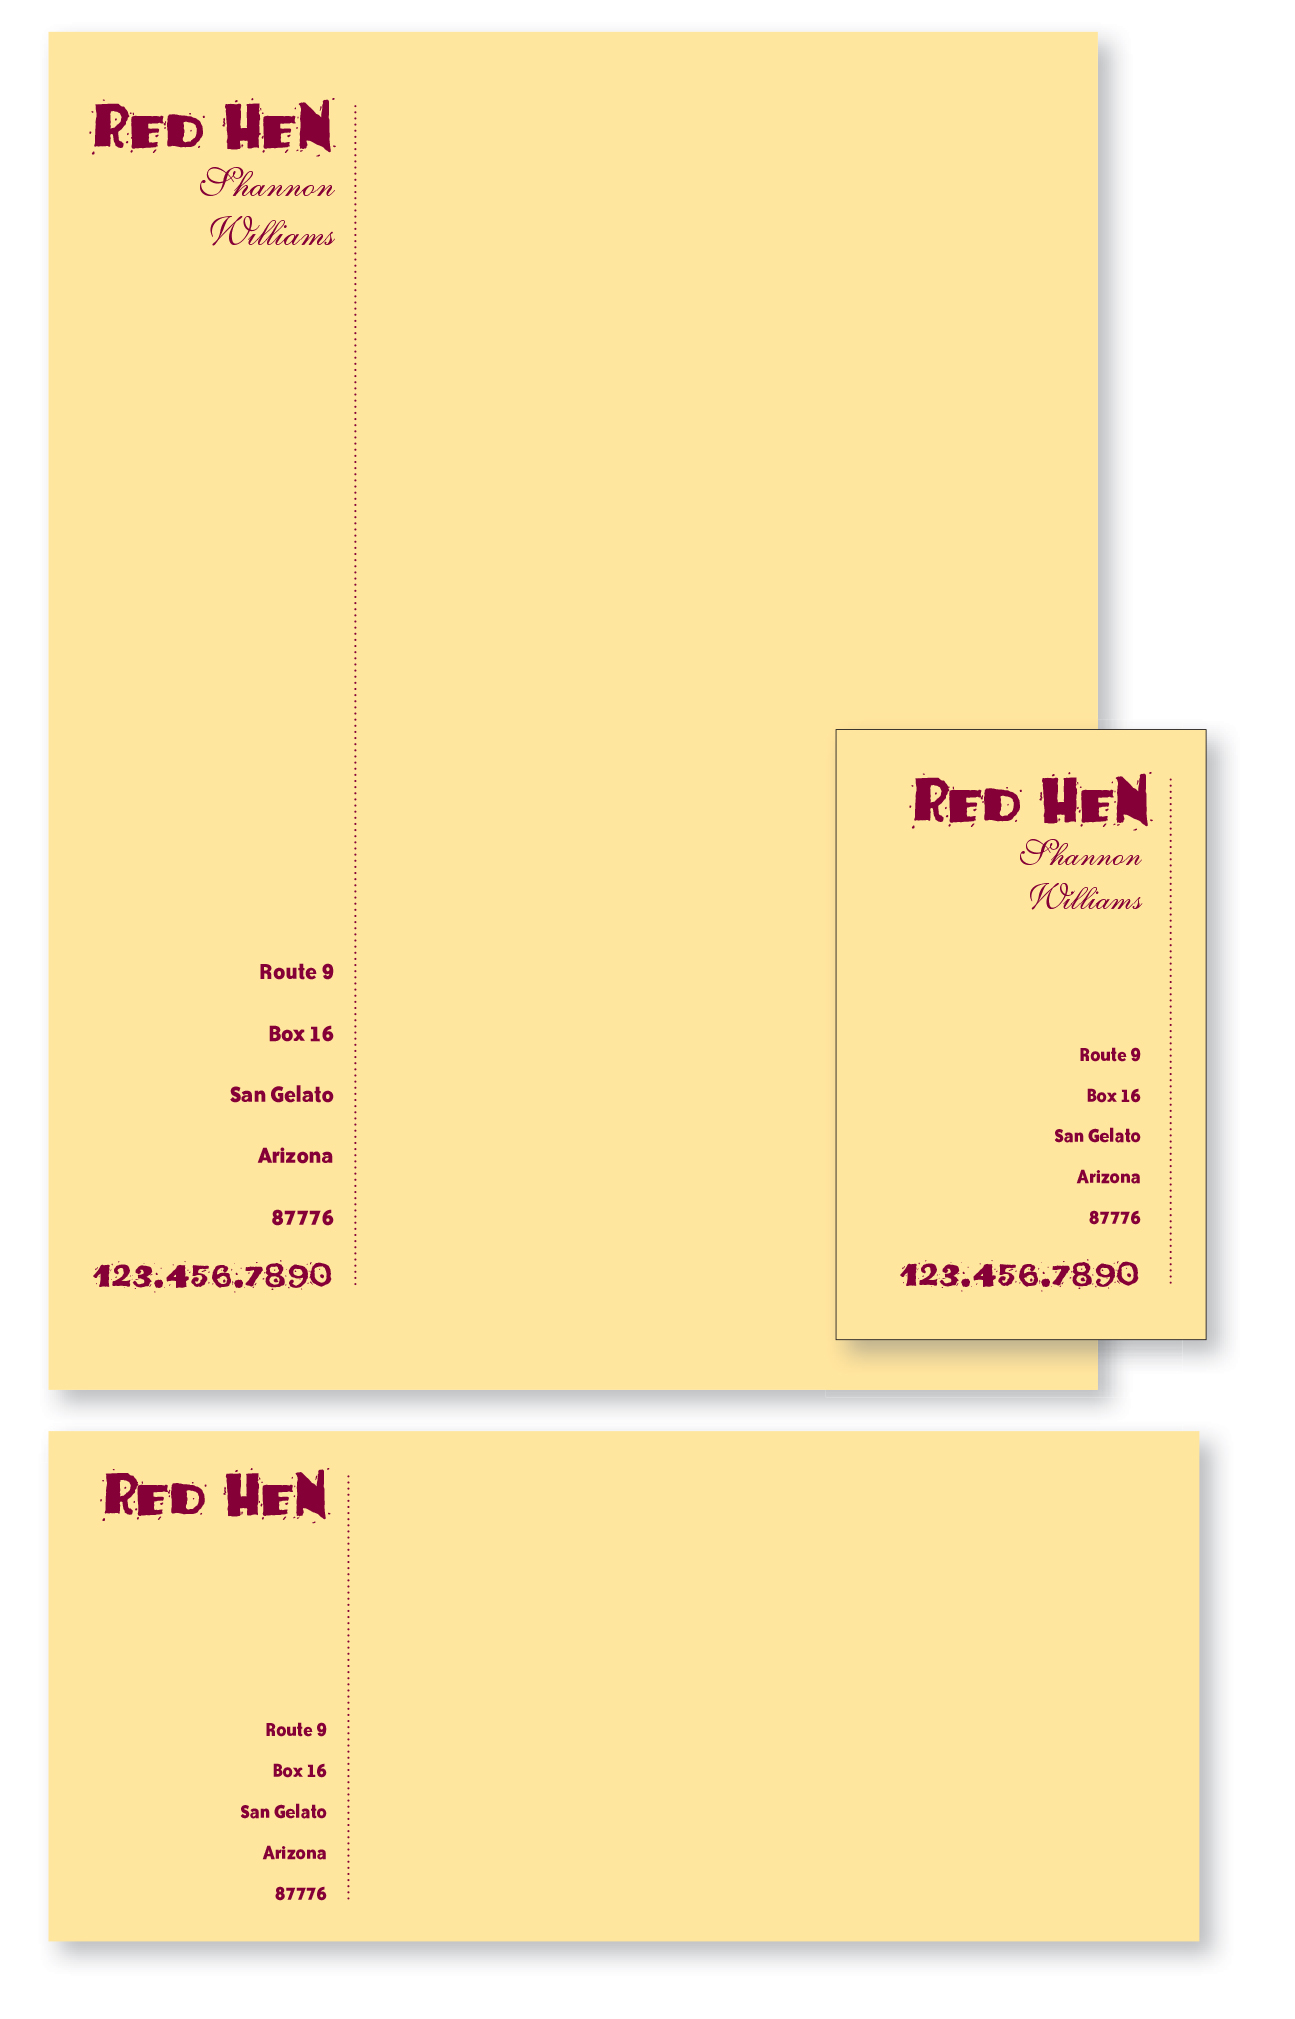 RED HEN
Shannon
Williams
Route 9
Box 16
San Gelato
Arizona
87776
123.456.7890
RED HEN
Shannon
Williams
Route 9
Box 16
San Gelato
Arizona
87776
123.456.7890
RED HEN
Route 9
Box 16
San Gelato
Arizona
87776